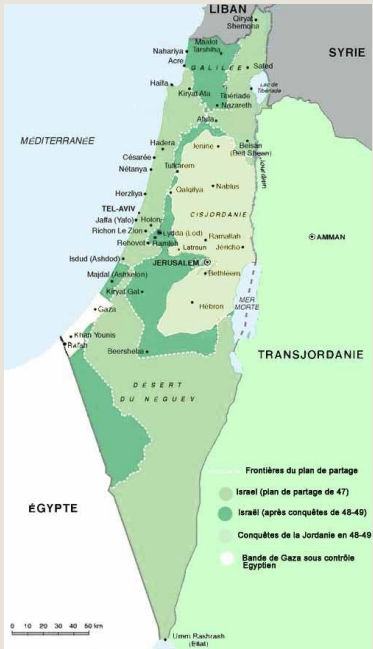 LIBAN
Qiryat
Shemona
SYRIE
Maalot
Tarshiha
Nahariya
Acre
GALILÉE
Safed
Haïfa
Kiryat Ata
Tibériade
Lac de
Tibériade
Nazareth
Afula
MÉDITERRANÉE
Hadera
Jenine
Beisan
(Beit Shean)
Césarée
Tulkarem
Jourdain
Nétanya
Herzliya
Qalqilya
Nablus
CISJORDANIE
TEL-AVIV
Jaffa (Yafo)
Holon
Richon Le Zion
Lydda (Lod)
Rehovot
Ramleh
Ramallah
Latroun
Jéricho
AMMAN
Isdud (Ashdod)
JERUSALEM
Majdal (Ashkelon)
Bethléem
Kiryat Gat
MER
MORTE
Gaza
Hébron
Khan Younis
Rafah
Beersheba
TRANSJORDANIE
DÉSERT
DU NÉGUEV
Frontières du plan de partage
Israel (plan de partage de 47)
ÉGYPTE
Israël (après conquêtes de 48-49)
Conquêtes de la Jordanie en 48-49
Bande de Gaza sous contrôle
Egyptien
0 10 20 30 40 50 km
Umm Rashrash
(Eilat)